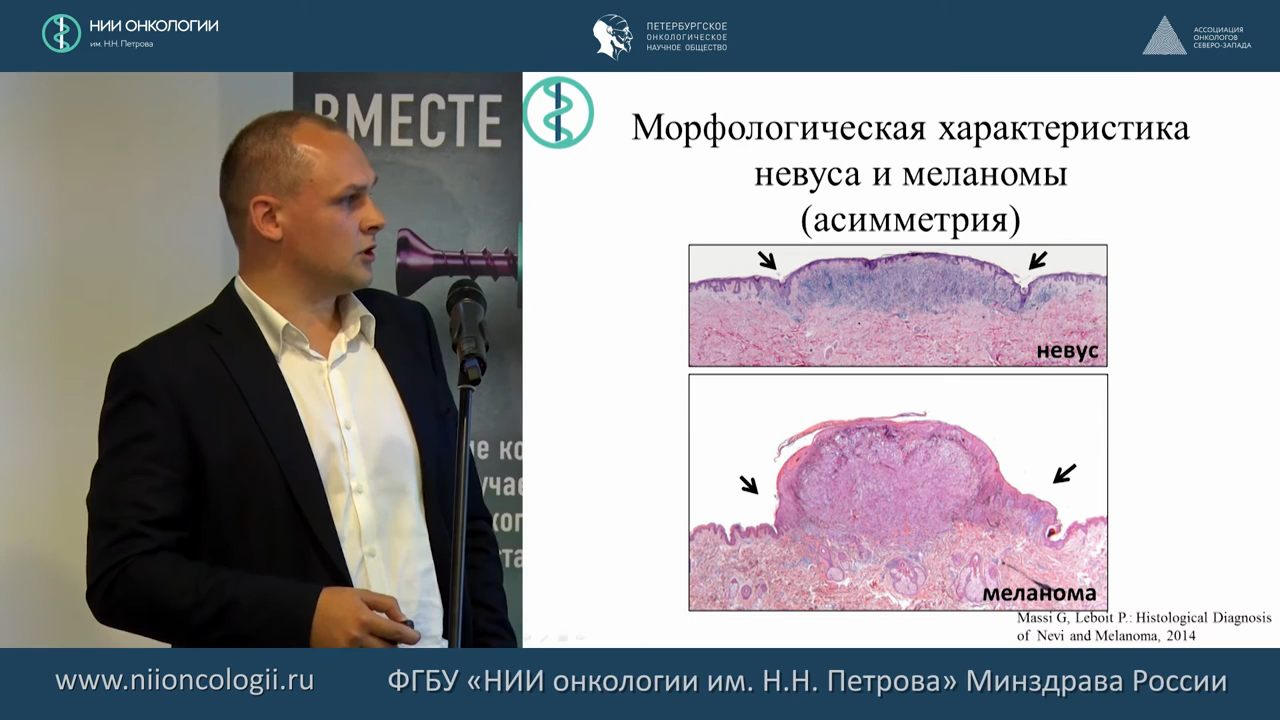 НИИ ОНКОЛОГИИ
им. Н.Н. Петрова
ПЕТЕРБУРГСКОЕ
ОНКОЛОГИЧЕСКОЕ
НАУЧНОЕ ОБЩЕСТВО
АССОЦИАЦИЯ
ОНКОЛОГОВ
СЕВЕРО-ЗАПАДА
ВМЕСТЕ
Морфологическая характеристика
невуса и меланомы
(асимметрия)
невус
меланома
Massi G, Leboit P.: Histological Diagnosis
of Nevi and Melanoma, 2014
www.niioncologii.ru
ФГБУ «НИИ онкологии им. Н.Н. Петрова» Минздрава России